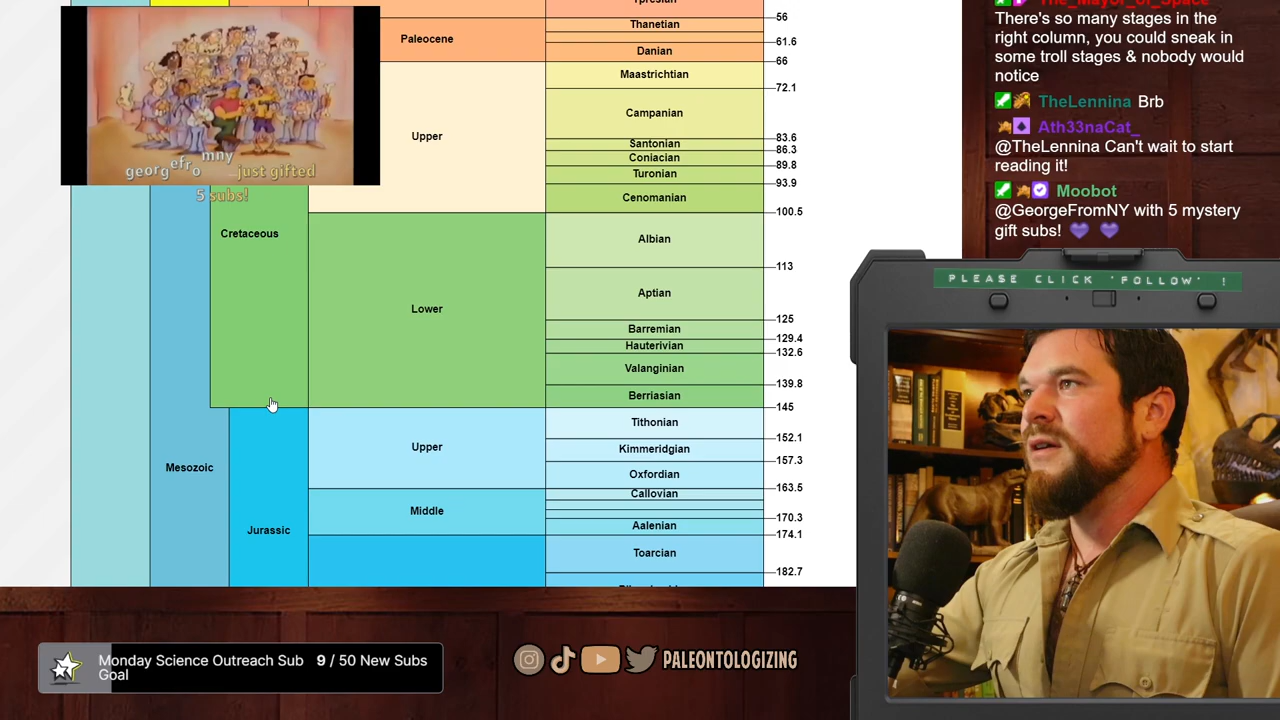 Ypresian
Paleocene
Thanetian
Danian
56
61.6
66
Upper
Maastrichtian
72.1
Campanian
83.6
Santonian
86.3
Coniacian
89.8
Turonian
93.9
Cenomanian
100.5
georgefro mny ...just gifted
5 subs!
Cretaceous
Lower
Albian
113
Aptian
125
Barremian
129.4
Hauterivian
132.6
Valanginian
139.8
Berriasian
145
Mesozoic
Jurassic
Upper
Tithonian
152.1
Kimmeridgian
157.3
Oxfordian
163.5
Middle
Callovian
170.3
Aalenian
174.1
Toarcian
182.7
The_Mayor_of_Space
There's so many stages in the
right column, you could sneak in
some troll stages & nobody would
notice
TheLennina Brb
Ath33naCat_
@TheLennina Can't wait to start
reading it!
Moobot
@GeorgeFromNY with 5 mystery
gift subs!
PLEASE CLICK 'FOLLOW' !
Monday Science Outreach Sub
Goal
9 / 50 New Subs
PALEONTOLOGIZING